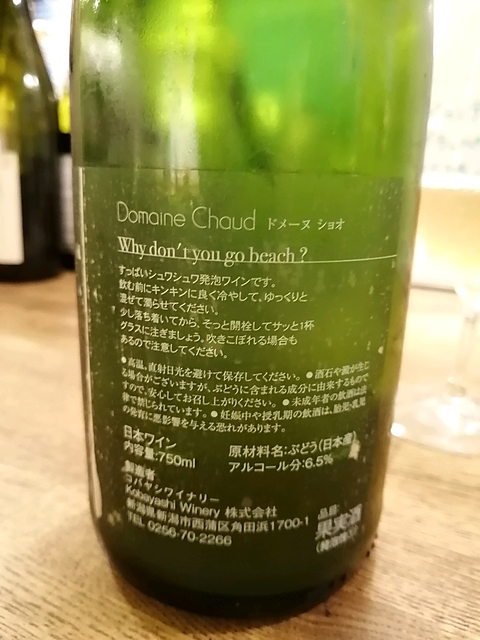 Domaine Chaud ドメーヌ ショオ
Why don't you go beach ?
すっぱいシュワシュワ発泡ワインです。
飲む前にキンキンに良く冷やして、ゆっくりと
混ぜて濁らせてください。
少し落ち着いてから、そっと開栓してサッと1杯
グラスに注ぎましょう。吹きこぼれる場合も
あるので注意してください。
●高温、直射日光を避けて保存してください。●酒石や澱が生じ
る場合がございますが、ぶどうに含まれる成分に由来するもので
すので、安心してお召し上がりください。●未成年者の飲酒は法
律で禁じられています。●妊娠中や授乳期の飲酒は、胎児・乳児
の発育に悪影響を与える恐れがあります。
日本ワイン
内容量:750ml
原材料名:ぶどう(日本産)
アルコール分:6.5%
製造者
コバヤシワイナリー
Kobayashi Winery 株式会社
新潟県新潟市西蒲区角田浜1700-1
TEL 0256-70-2266
品目:
果実酒